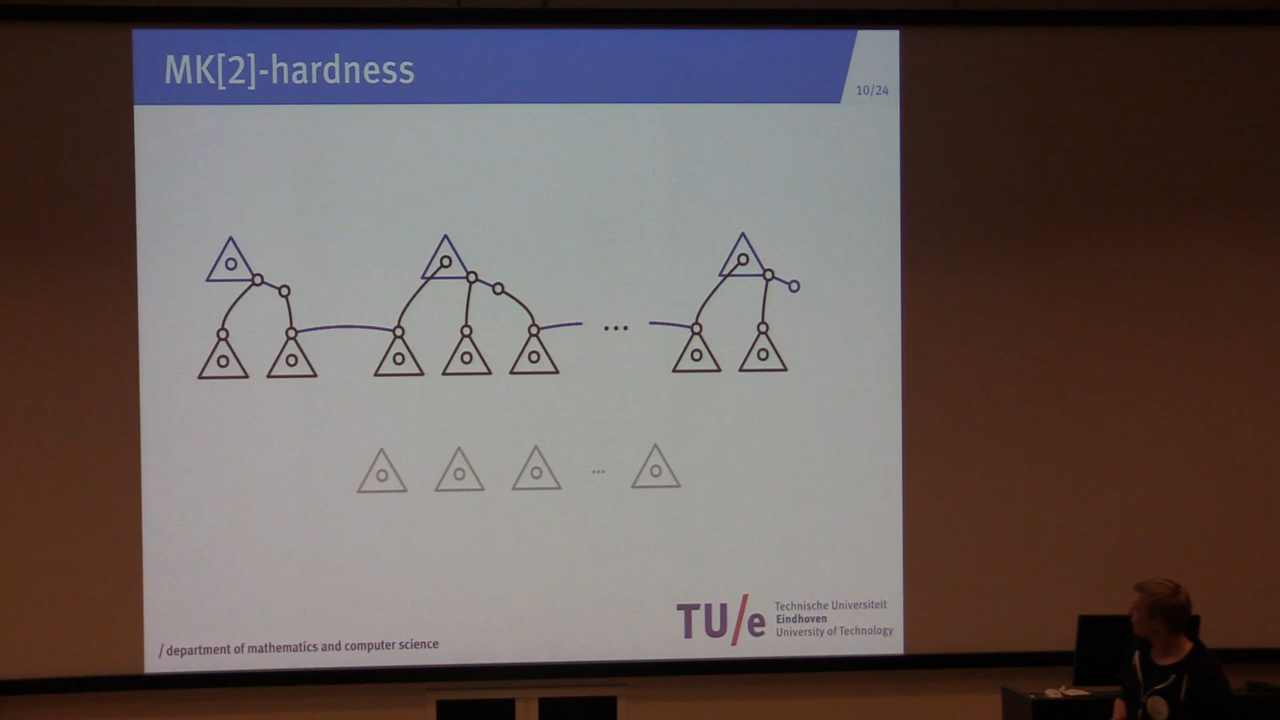 MK[2]-hardness
10/24
...
...
TU/e
Technische Universiteit
Eindhoven
University of Technology
/ department of mathematics and computer science